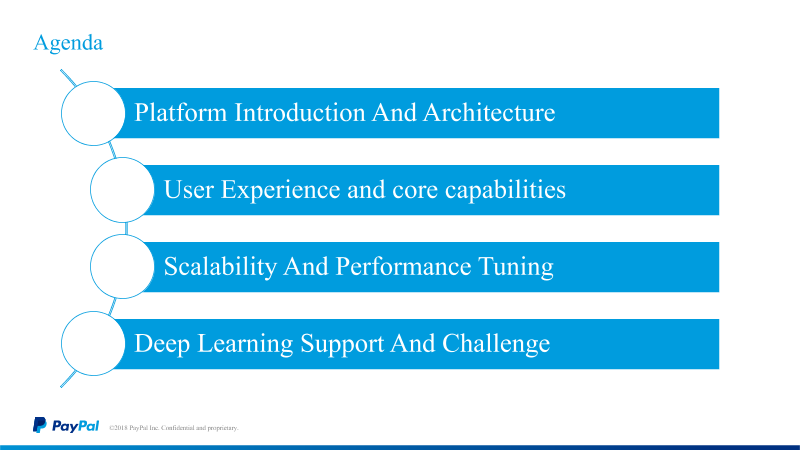 Agenda
Platform Introduction And Architecture
User Experience and core capabilities
Scalability And Performance Tuning
Deep Learning Support And Challenge
PayPal ©2018 PayPal Inc. Confidential and proprietary.